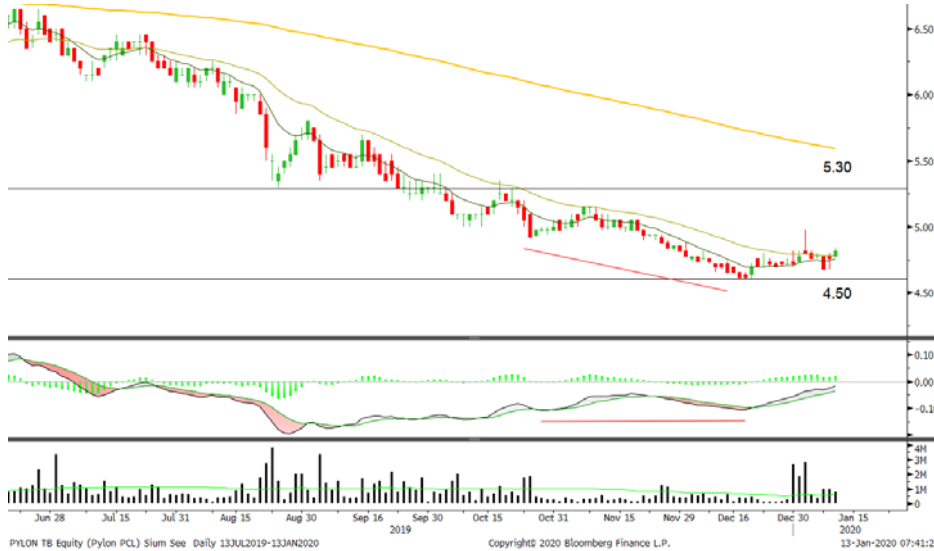 6.50
6.00
5.50
5.30
5.00
4.50
4.50
0.10
0.00
-0.10
4M
3M
2M
1M
0
Jun 28 Jul 15 Jul 31 Aug 15 Aug 30 Sep 16 Sep 30 Oct 15 Oct 31 Nov 15 Nov 29 Dec 16 Dec 30 Jan 15
2019 2020
PYLON TB Equity (Pylon PCL) Sium See Daily 13JUL2019-13JAN2020 Copyright© 2020 Bloomberg Finance L.P. 13-Jan-2020 07:41:2